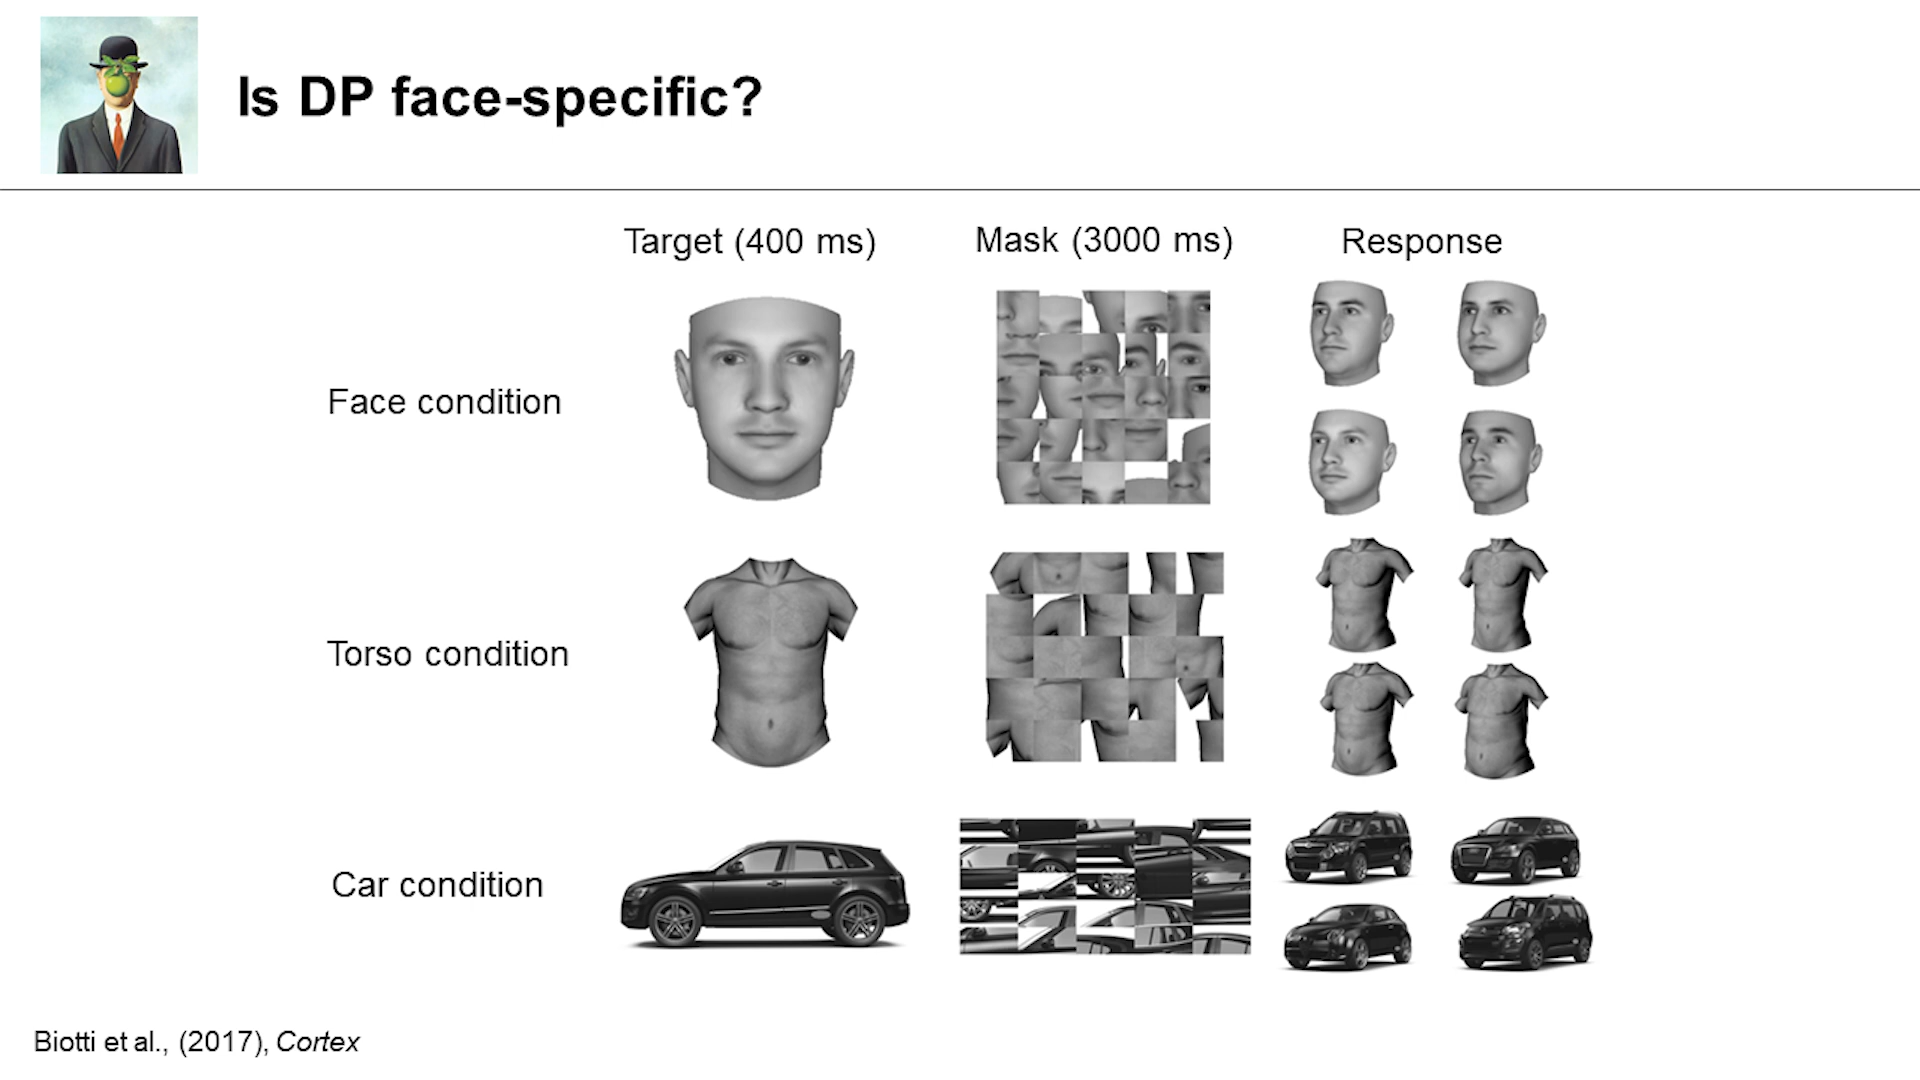 Is DP face-specific?
Target (400 ms)
Mask (3000 ms)
Response
Face condition
Torso condition
Car condition
Biotti et al., (2017), Cortex